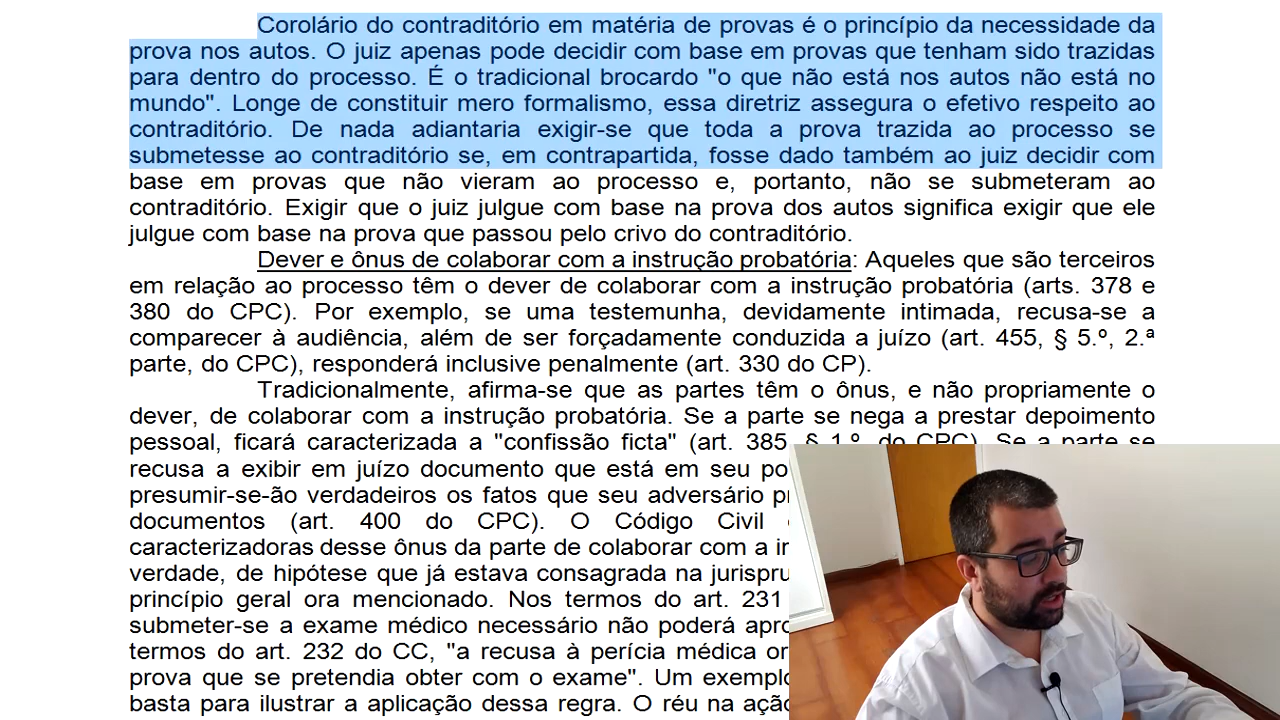 Corolário do contraditório em matéria de provas é o princípio da necessidade da
prova nos autos. O juiz apenas pode decidir com base em provas que tenham sido trazidas
para dentro do processo. É o tradicional brocardo "o que não está nos autos não está no
mundo". Longe de constituir mero formalismo, essa diretriz assegura o efetivo respeito ao
contraditório. De nada adiantaria exigir-se que toda a prova trazida ao processo se
submetesse ao contraditório se, em contrapartida, fosse dado também ao juiz decidir com
base em provas que não vieram ao processo e, portanto, não se submeteram ao
contraditório. Exigir que o juiz julgue com base na prova dos autos significa exigir que ele
julgue com base na prova que passou pelo crivo do contraditório.
Dever e ônus de colaborar com a instrução probatória: Aqueles que são terceiros
em relação ao processo têm o dever de colaborar com a instrução probatória (arts. 378 e
380 do CPC). Por exemplo, se uma testemunha, devidamente intimada, recusa-se a
comparecer à audiência, além de ser forçadamente conduzida a juízo (art. 455, § 5.º, 2.ª
parte, do CPC), responderá inclusive penalmente (art. 330 do CP).
Tradicionalmente, afirma-se que as partes têm o ônus, e não propriamente o
dever, de colaborar com a instrução probatória. Se a parte se nega a prestar depoimento
pessoal, ficará caracterizada a "confissão ficta" (art. 385, § 1.º, do CPC). Se a parte se
recusa a exibir em juízo documento que está em seu
presumir-se-ão verdadeiros os fatos que seu adversário
documentos (art. 400 do CPC). O Código Civil
caracterizadoras desse ônus da parte de colaborar com a
verdade, de hipótese que já estava consagrada na
princípio geral ora mencionado. Nos termos do art. 231
submeter-se a exame médico necessário não poderá
termos do art. 232 do CC, "a recusa à perícia médica
prova que se pretendia obter com o exame". Um
basta para ilustrar a aplicação dessa regra. O réu na